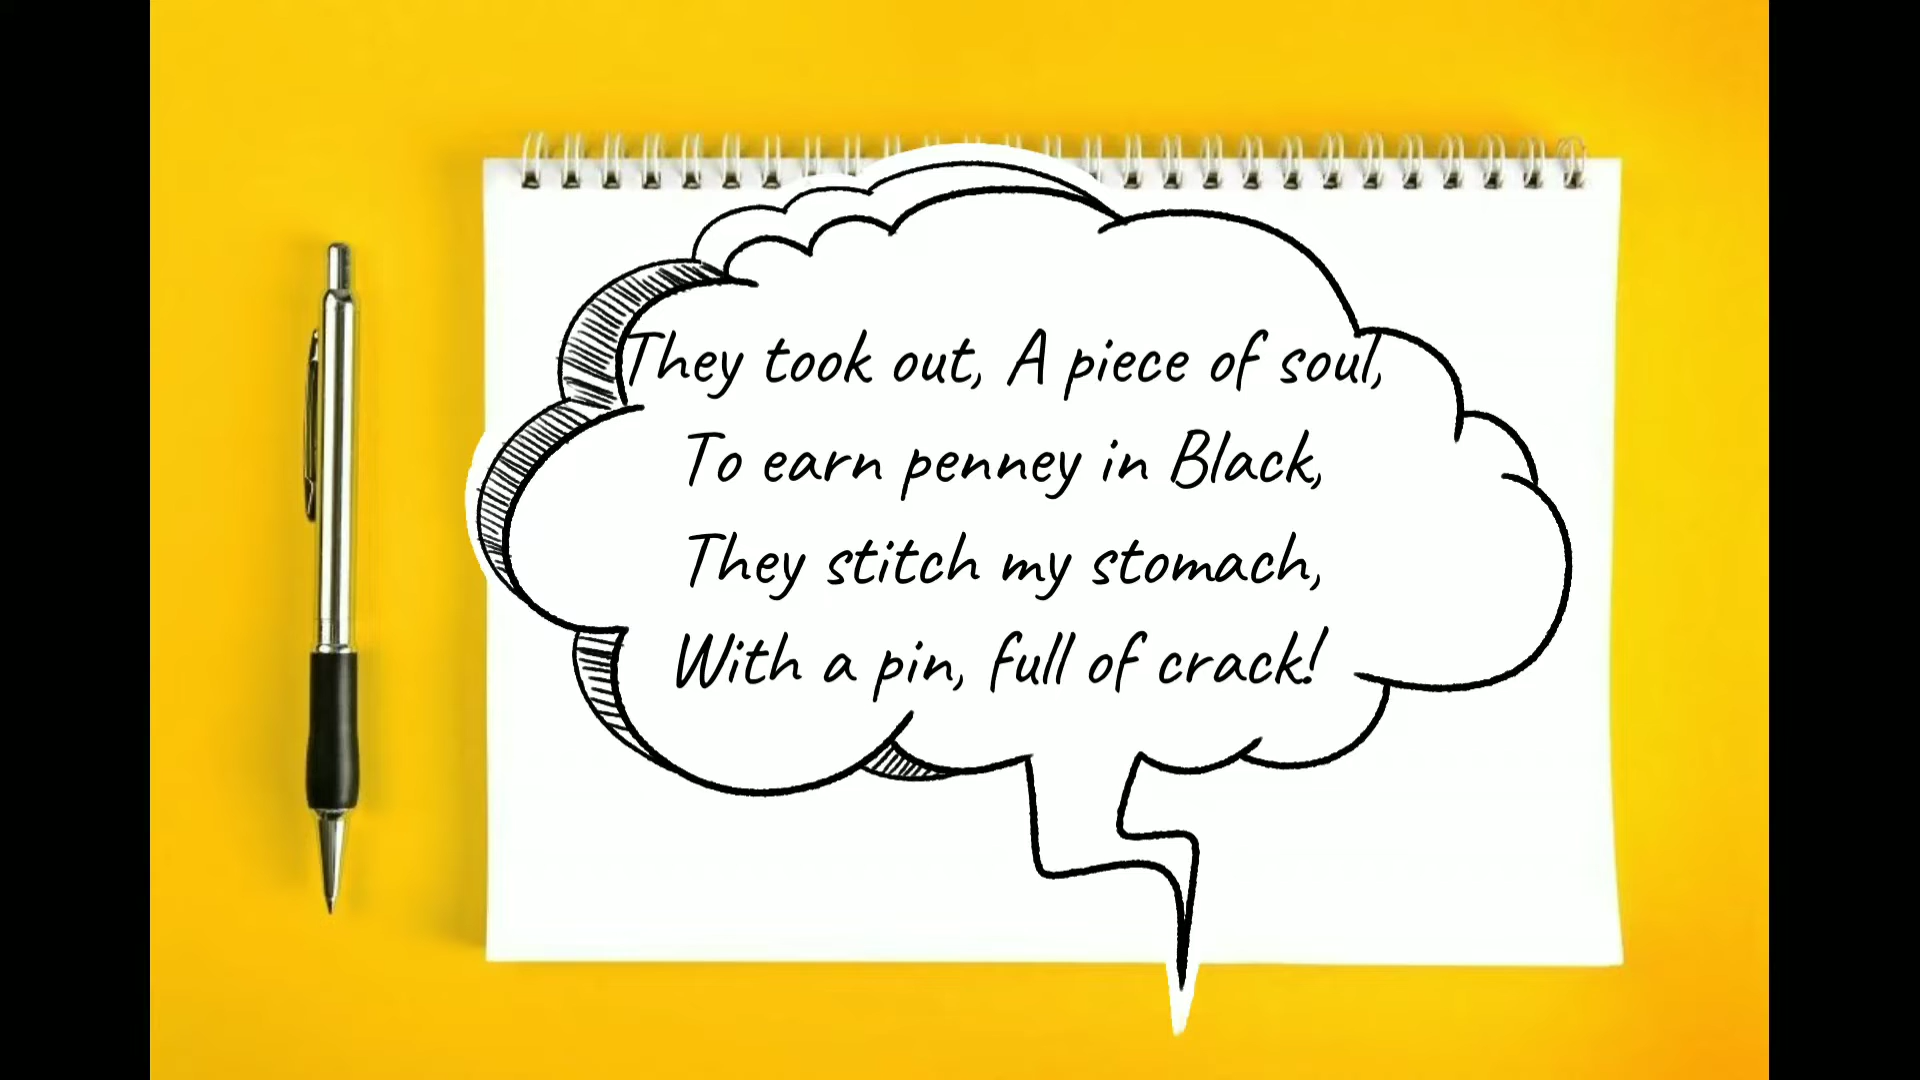 They took out, A piece of soul,
To earn penney in Black,
They stitch my stomach,
With a pin, full of crack!